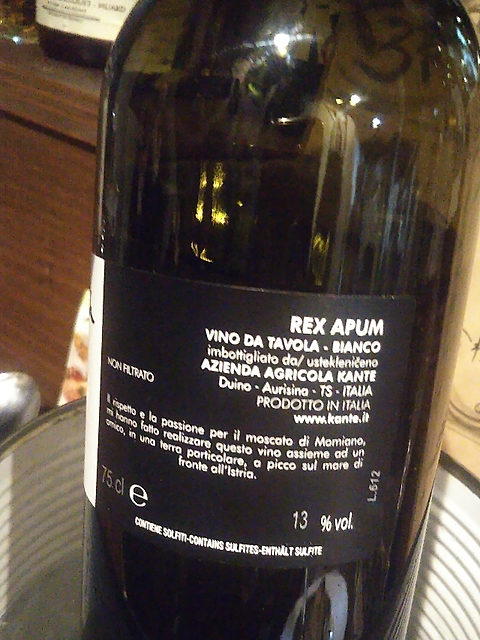 REX APUM
VINO DA TAVOLA - BIANCO
imbottigliato da/ ustekleničeno
AZIENDA AGRICOLA KANTE
Duino - Aurisina - TS - ITALIA
PRODOTTO IN ITALIA
www.kante.it
NON FILTRATO
Il rispetto e la passione per il moscato di Momiano,
mi hanno fatto realizzare questo vino assieme ad un
amico, in una terra particolare, a picco sul mare di
fronte all'Istria.
75 cl e
13 % vol.
L.612
CONTIENE SOLFITI-CONTAINS SULFITES-ENTHÄLT SULFITE